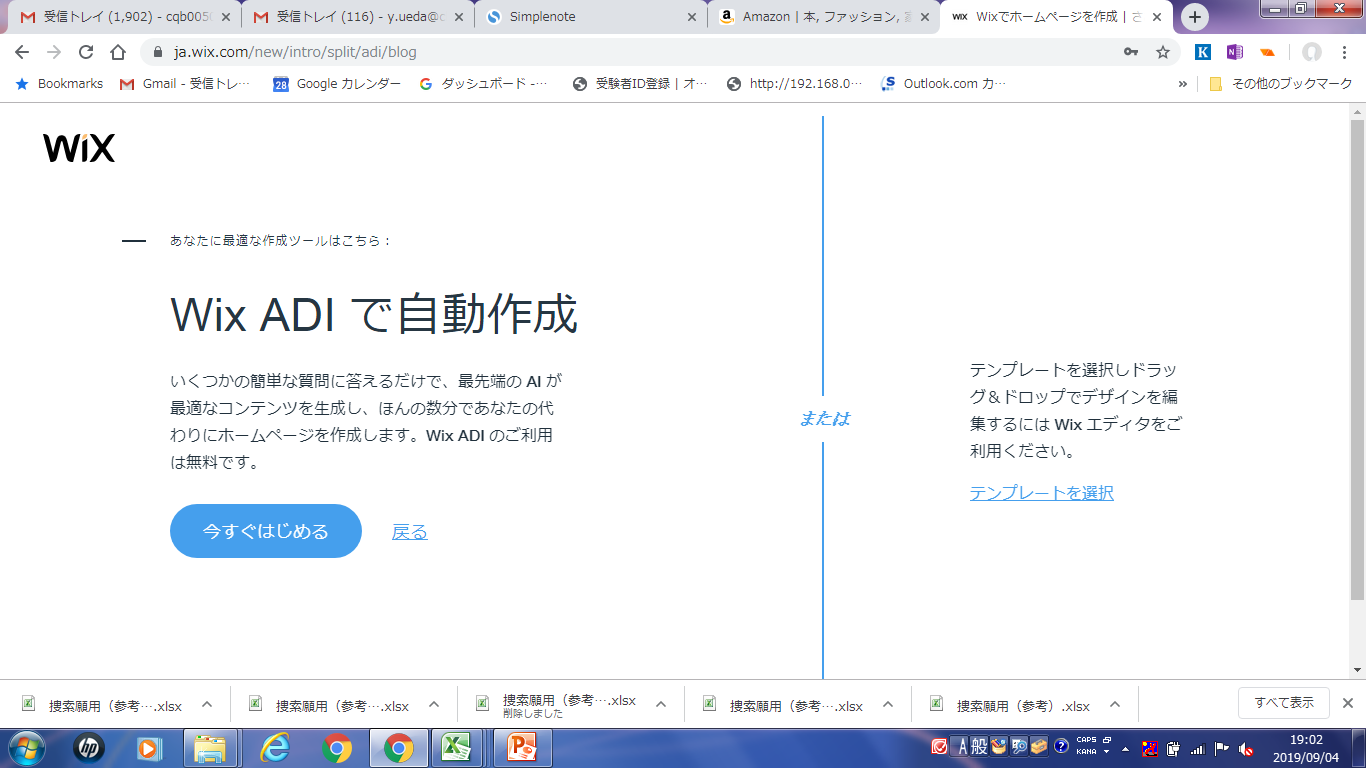 受信トレイ (1,902) - cqb005
受信トレイ (116) - y.ueda@c
Simplenote
Amazon | 本, ファッション,
Wixでホームページを作成 | さ
ja.wix.com/new/intro/split/adi/blog
Bookmarks
Gmail - 受信トレ…
Google カレンダー
ダッシュボード -…
受験者ID登録 | オ…
http://192.168.0…
Outlook.com カ…
»
その他のブックマーク
WiX
あなたに最適な作成ツールはこちら：
Wix ADI で自動作成
いくつかの簡単な質問に答えるだけで、最先端の AI が
最適なコンテンツを生成し、ほんの数分であなたの代
わりにホームページを作成します。Wix ADI のご利用
は無料です。
今すぐはじめる
戻る
または
テンプレートを選択しドラッ
グ＆ドロップでデザインを編
集するには Wix エディタをご
利用ください。
テンプレートを選択
捜索願用（参考….xlsx
捜索願用（参考….xlsx
捜索願用（参考….xlsx
削除しました
捜索願用（参考….xlsx
捜索願用（参考）.xlsx
すべて表示
A 般
CAPS
KANA
19:02
2019/09/04